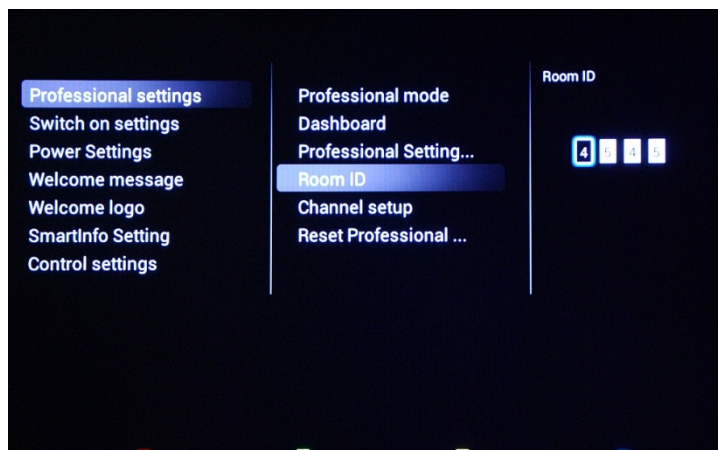 Professional settings
Switch on settings
Power Settings
Welcome message
Welcome logo
SmartInfo Setting
Control settings
Professional mode
Dashboard
Professional Setting...
Room ID
Channel setup
Reset Professional ...
Room ID
4 5 4 5